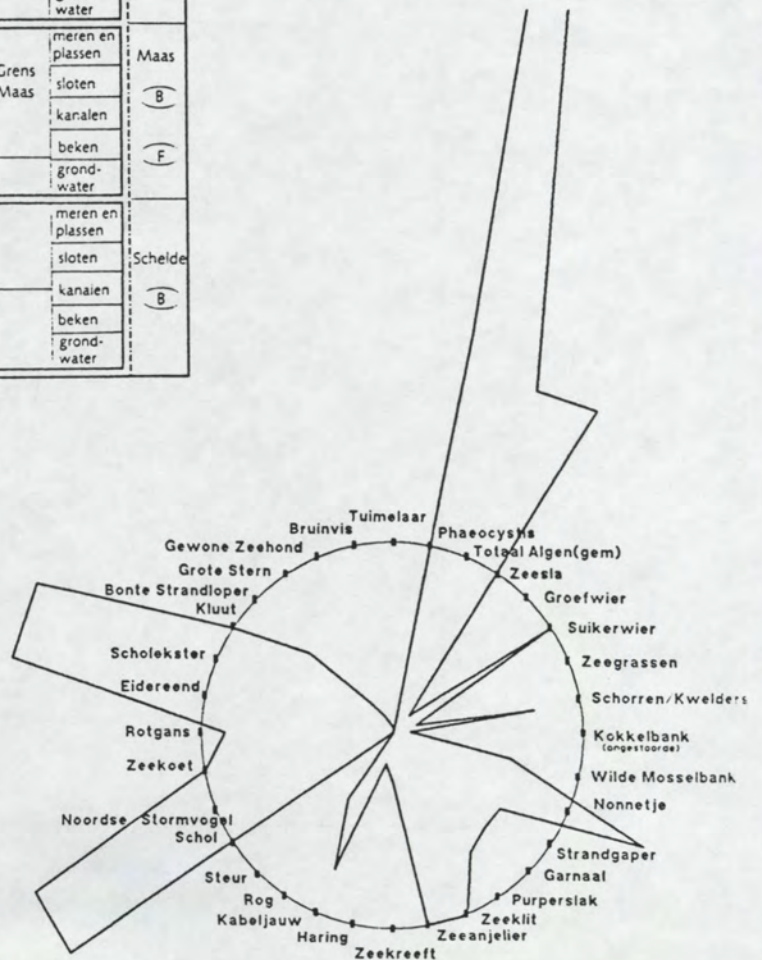 water
meren en
plassen
Grens
Maas
sloten
kanalen
beken
grond-
water
Maas
B
F
meren en
plassen
sloten
kanalen
beken
grond-
water
Schelde
B
Tuimelaar
Bruinvis
Phaeocystis
Gewone Zeehond
Totaal Algen(gem)
Grote Stern
Zeesla
Bonte Strandloper
Groefwier
Kluut
Suikerwier
Scholekster
Zeegrassen
Eidereend
Schorren/Kwelders
Rotgans
Kokkelbank
(ongestoorde)
Zeekoet
Wilde Mosselbank
Nonnetje
Noordse Stormvogel
Schol
Strandgaper
Steur
Garnaal
Rog
Purperslak
Kabeljauw
Zeeklit
Haring
Zeeanjelier
Zeekreeft